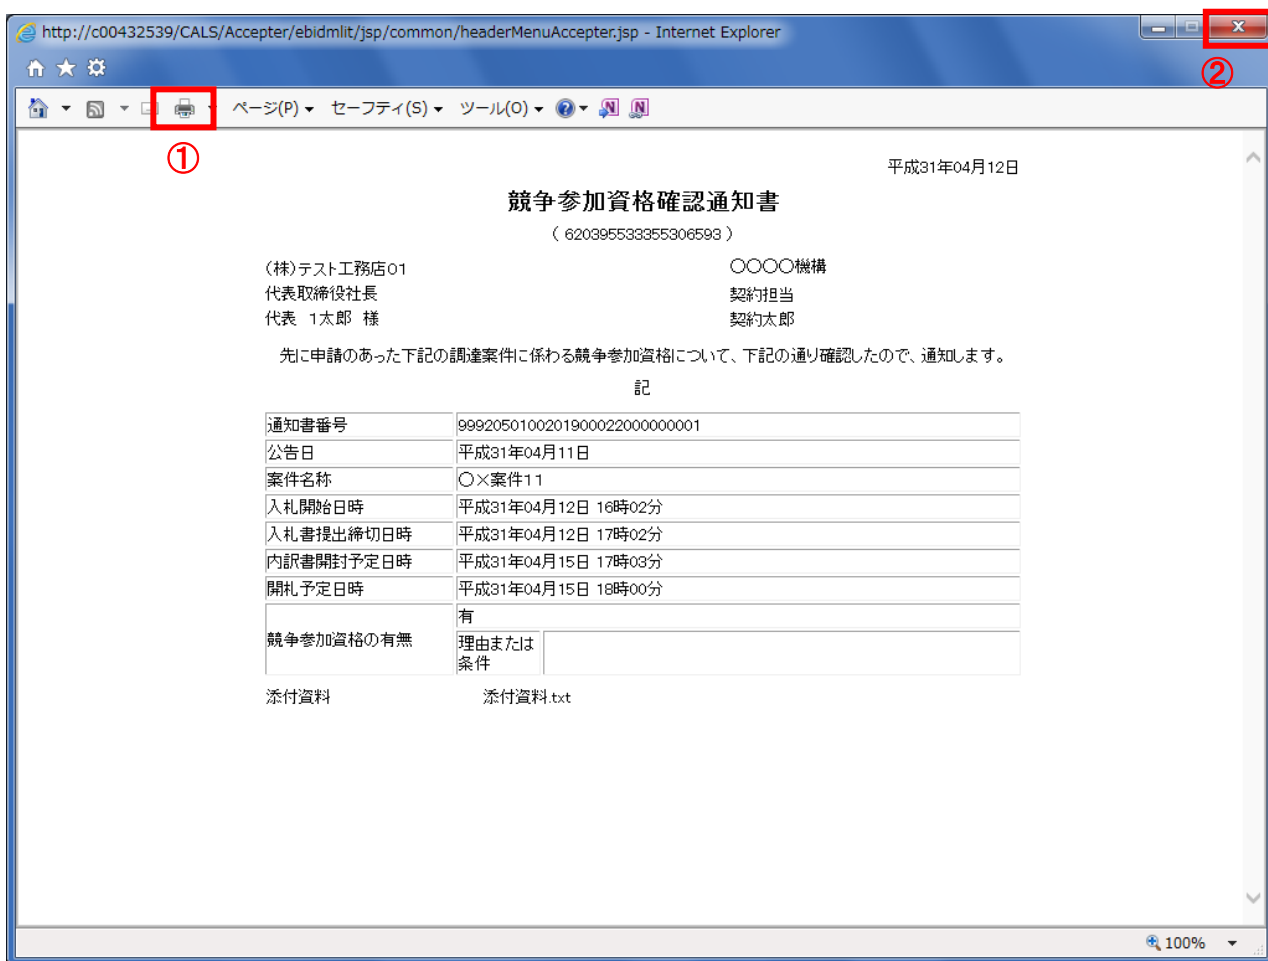 http://c00432539/CALS/Accepter/ebidmlit/jsp/common/headerMenuAccepter.jsp - Internet Explorer
②
ページ(P) セーフティ(S) ツール(O)
①
平成31年04月12日
競争参加資格確認通知書
( 620395533355306593 )
(株)テスト工務店01 〇〇〇〇機構
代表取締役社長 契約担当
代表 1太郎 様 契約太郎
先に申請のあった下記の調達案件に係わる競争参加資格について、下記の通り確認したので、通知します。
記
通知書番号 99920501002019000220000000001
公告日 平成31年04月11日
案件名称 〇×案件11
入札開始日時 平成31年04月12日 16時02分
入札書提出締切日時 平成31年04月12日 17時02分
内訳書開封予定日時 平成31年04月15日 17時03分
開札予定日時 平成31年04月15日 18時00分
競争参加資格の有無 有
理由または
条件
添付資料 添付資料.txt
100%